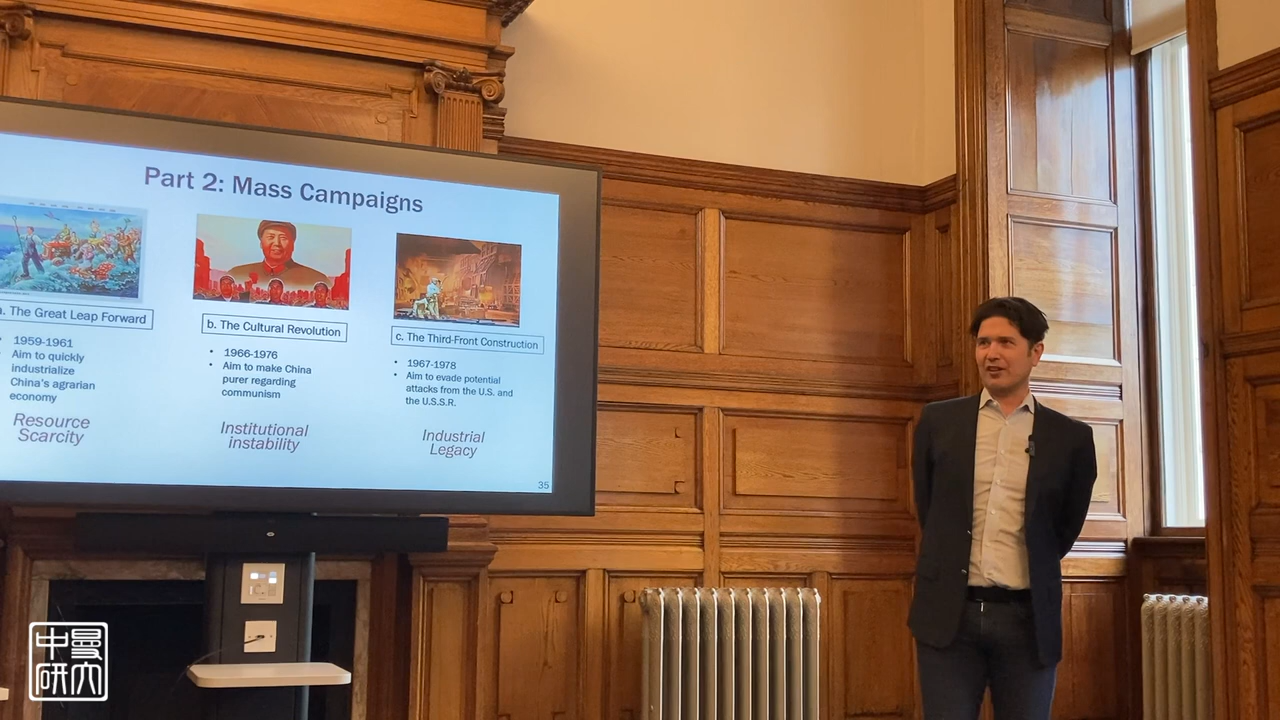 Part 2: Mass Campaigns
a. The Great Leap Forward
• 1959-1961
Aim to quickly
industrialize
China's agrarian
economy
Resource
Scarcity
b. The Cultural Revolution
• 1966-1976
• Aim to make China
purer regarding
communism
Institutional
instability
c. The Third-Front Construction
• 1967-1978
• Aim to evade potential
attacks from the U.S. and
the U.S.S.R.
Industrial
Legacy
35
中曼
研大